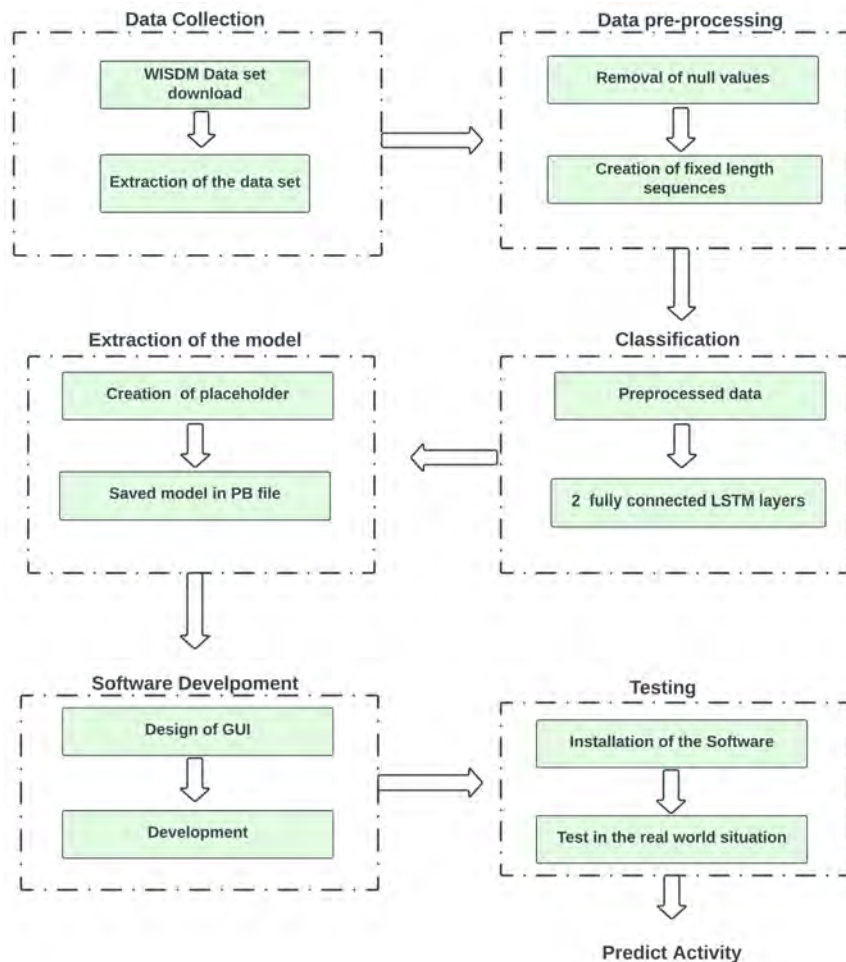 Data Collection
WISDM Data set
download
Extraction of the data set
Data pre-processing
Removal of null values
Creation of fixed length
sequences
Classification
Preprocessed data
2 fully connected LSTM layers
Extraction of the model
Creation of placeholder
Saved model in PB file
Software Develpoment
Design of GUI
Development
Testing
Installation of the Software
Test in the real world situation
Predict Activity